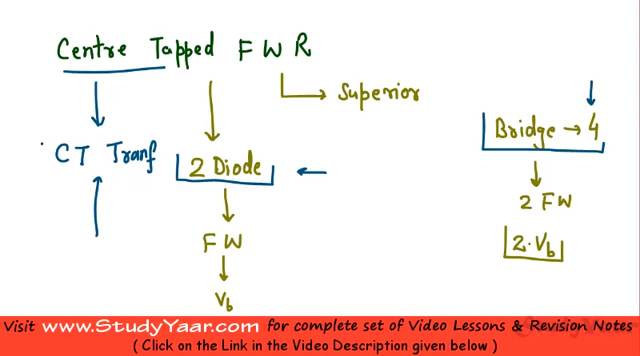 Centre Tapped F W R
Superior
CT Tranf
2 Diode
F W
Vb
Bridge → 4
2 FW
2·Vb
Visit www.StudyYaar.com for complete set of Video Lessons & Revision Notes
( Click on the Link in the Video Description given below )